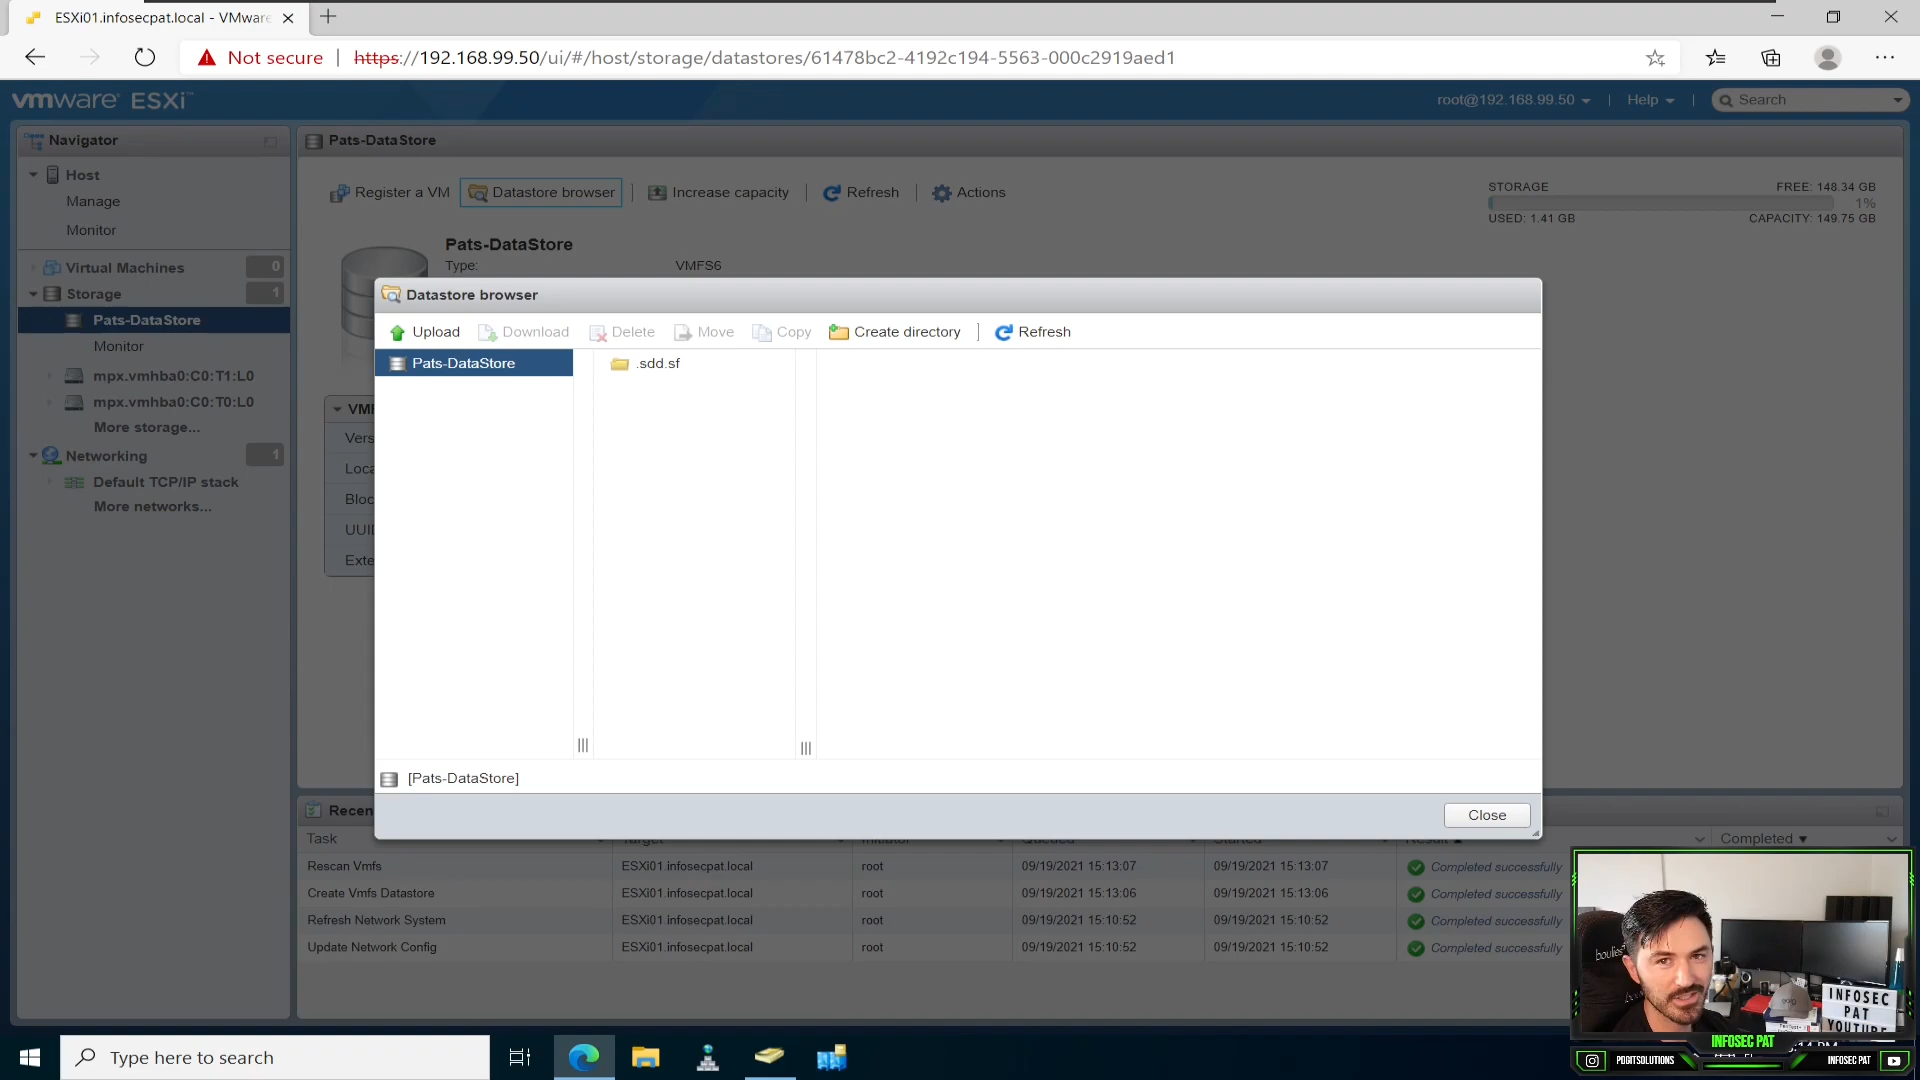 ESXi01.infosecpat.local - VMware
Not secure | https://192.168.99.50/ui/#/host/storage/datastores/61478bc2-4192c194-5563-000c2919aed1
vmware ESXi™
root@192.168.99.50
Help
Search
Navigator
Pats-DataStore
Host
Manage
Monitor
Virtual Machines 0
Storage 1
Pats-DataStore
Monitor
mpx.vmhba0:C0:T1:L0
mpx.vmhba0:C0:T0:L0
More storage...
Networking 1
Default TCP/IP stack
More networks...
Register a VM
Datastore browser
Increase capacity
Refresh
Actions
STORAGE FREE: 148.34 GB
1%
USED: 1.41 GB CAPACITY: 149.75 GB
Pats-DataStore
Type: VMFS6
Datastore browser
Upload Download Delete Move Copy Create directory Refresh
Pats-DataStore
.sdd.sf
[Pats-DataStore]
Close
Task
Completed
Rescan Vmfs ESXi01.infosecpat.local root 09/19/2021 15:13:07 09/19/2021 15:13:07 Completed successfully
Create Vmfs Datastore ESXi01.infosecpat.local root 09/19/2021 15:13:06 09/19/2021 15:13:06 Completed successfully
Refresh Network System ESXi01.infosecpat.local root 09/19/2021 15:10:52 09/19/2021 15:10:52 Completed successfully
Update Network Config ESXi01.infosecpat.local root 09/19/2021 15:10:52 09/19/2021 15:10:52 Completed successfully
boulies
INFOSEC
PAT
YOUTUBE
INFOSEC PAT
PDOITSOLUTIONS
INFOSEC PAT
Type here to search